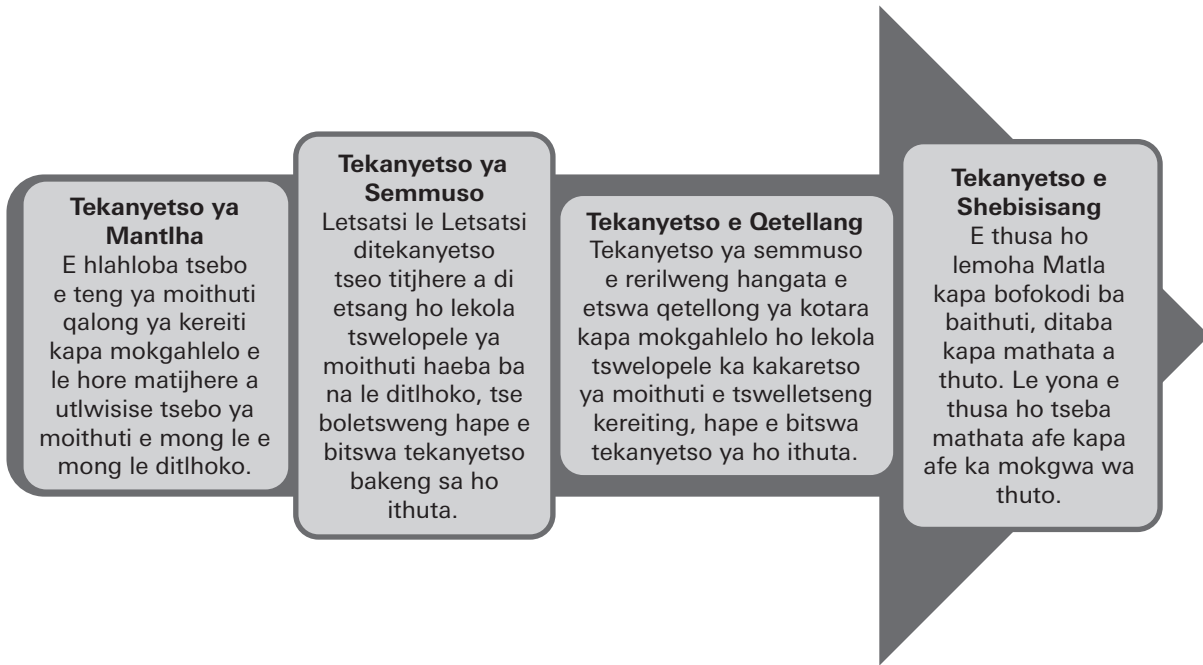 Tekanyetso ya
Mantlha
E hlahloba tsebo
e teng ya moithuti
qalong ya kereiti
kapa mokgahlelo e
le hore matijhere a
utlwisise tsebo ya
moithuti e mong le e
mong le ditlhoko.
Tekanyetso ya
Semmuso
Letsatsi le Letsatsi
ditekanyetso
tseo titjhere a di
etsang ho lekola
tswelopele ya
moithuti haeba ba
na le ditlhoko, tse
boletsweng hape e
bitswa tekanyetso
bakeng sa ho
ithuta.
Tekanyetso e Qetellang
Tekanyetso ya semmuso
e rerilweng hangata e
etswa qetellong ya kotara
kapa mokgahlelo ho lekola
tswelopele ka kakaretso
ya moithuti e tswelletseng
kereiting, hape e bitswa
tekanyetso ya ho ithuta.
Tekanyetso e
Shebisisang
E thusa ho
lemoha Matla
kapa bofokodi ba
baithuti, ditaba
kapa mathata a
thuto. Le yona e
thusa ho tseba
mathata afe kapa
afe ka mokgwa wa
thuto.